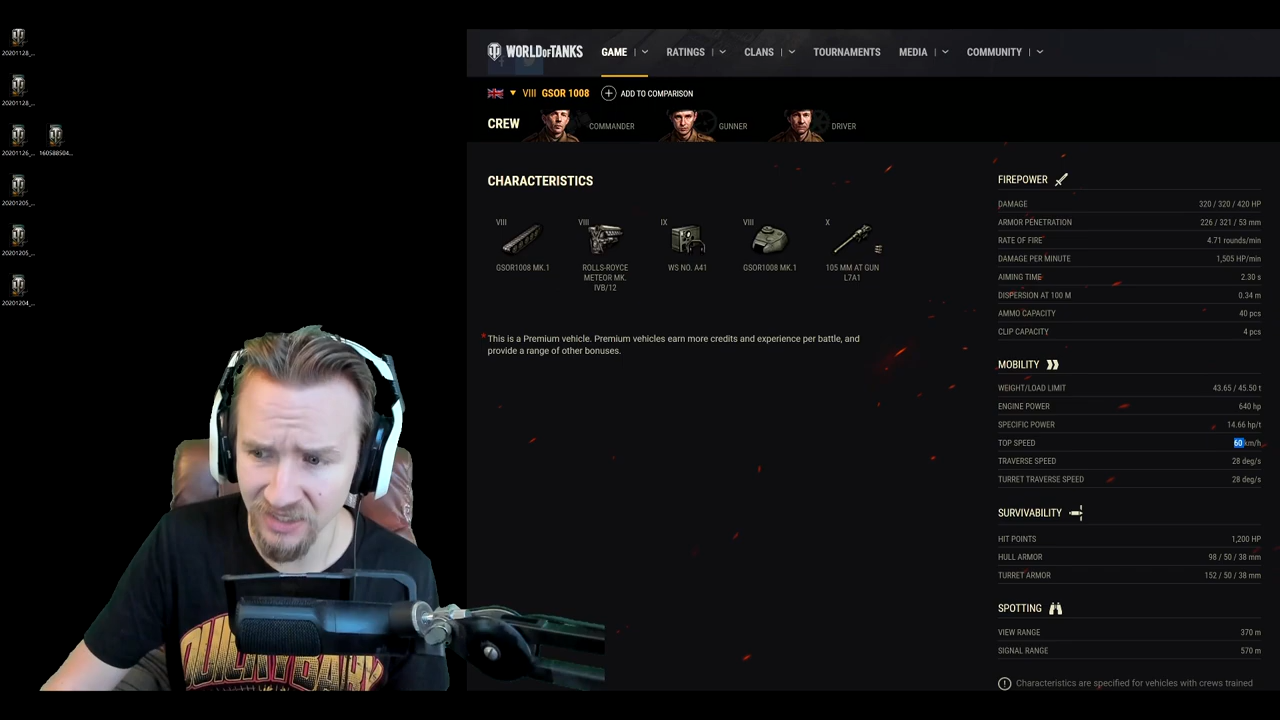 WORLD OF TANKS
GAME
RATINGS
CLANS
TOURNAMENTS
MEDIA
COMMUNITY
VIII GSOR 1008
ADD TO COMPARISON
CREW
COMMANDER
GUNNER
DRIVER
CHARACTERISTICS
VIII
GSOR1008 MK.1
VIII
ROLLS-ROYCE
METEOR MK.
IVB/12
IX
WS NO. A41
VIII
GSOR1008 MK.1
X
105 MM AT GUN
L7A1
This is a Premium vehicle. Premium vehicles earn more credits and experience per battle, and
provide a range of other bonuses.
FIREPOWER
DAMAGE 320 / 320 / 420 HP
ARMOR PENETRATION 226 / 321 / 53 mm
RATE OF FIRE 4.71 rounds/min
DAMAGE PER MINUTE 1,505 HP/min
AIMING TIME 2.30 s
DISPERSION AT 100 M 0.34 m
AMMO CAPACITY 40 pcs
CLIP CAPACITY 4 pcs
MOBILITY
WEIGHT/LOAD LIMIT 43.65 / 45.50 t
ENGINE POWER 640 hp
SPECIFIC POWER 14.66 hp/t
TOP SPEED 60 km/h
TRAVERSE SPEED 28 deg/s
TURRET TRAVERSE SPEED 28 deg/s
SURVIVABILITY
HIT POINTS 1,200 HP
HULL ARMOR 98 / 50 / 38 mm
TURRET ARMOR 152 / 50 / 38 mm
SPOTTING
VIEW RANGE 370 m
SIGNAL RANGE 570 m
Characteristics are specified for vehicles with crews trained
20201128_...
20201128_...
20201126_...
160588504...
20201205_...
20201205_...
20201204_...
QUICKYBABY